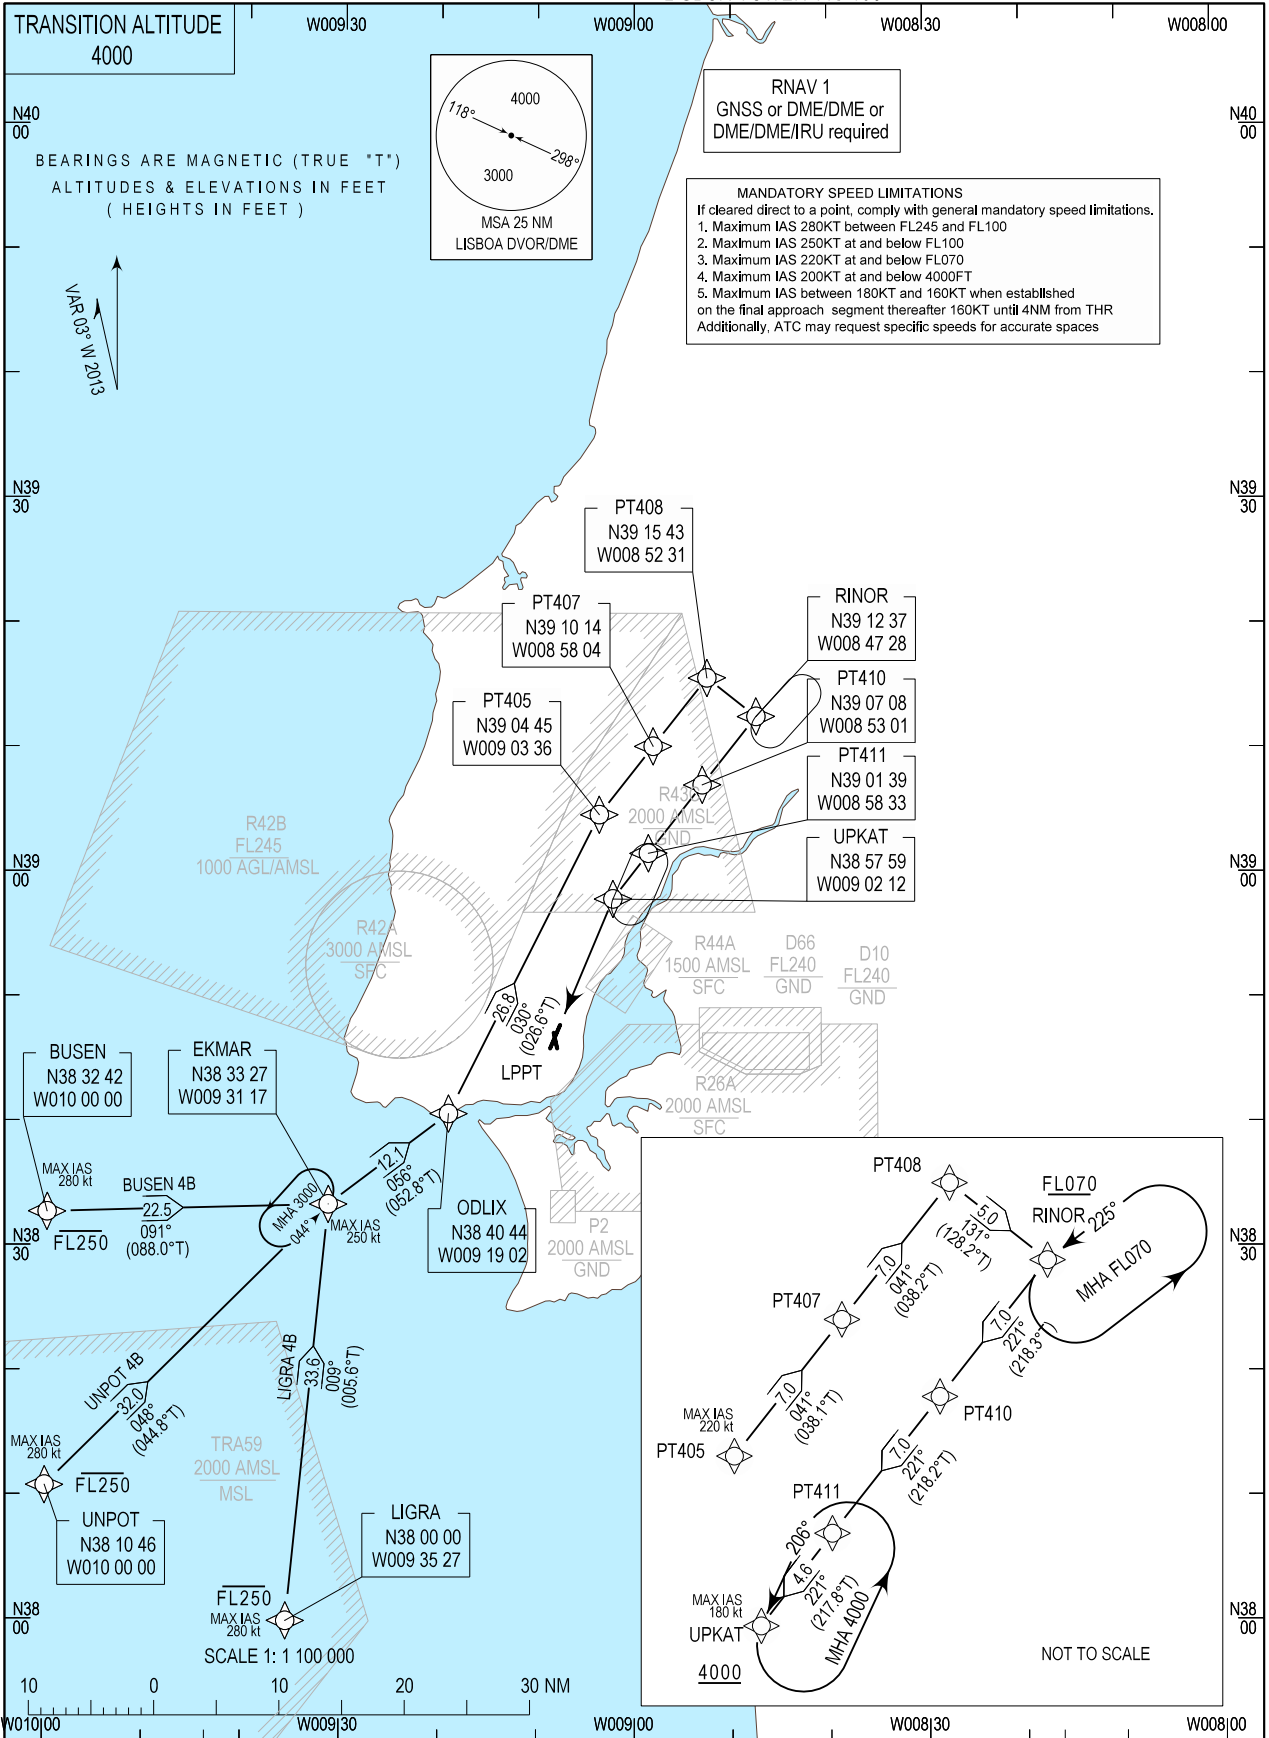 TRANSITION ALTITUDE
4000
W009 30
W009 00
W008 30
W008 00
N40
00
N40
00
118°
4000
298°
3000
MSA 25 NM
LISBOA DVOR/DME
RNAV 1
GNSS or DME/DME or
DME/DME/IRU required
BEARINGS ARE MAGNETIC (TRUE "T")
ALTITUDES & ELEVATIONS IN FEET
( HEIGHTS IN FEET )
VAR 03° W 2013
MANDATORY SPEED LIMITATIONS
If cleared direct to a point, comply with general mandatory speed limitations.
1. Maximum IAS 280KT between FL245 and FL100
2. Maximum IAS 250KT at and below FL100
3. Maximum IAS 220KT at and below FL070
4. Maximum IAS 200KT at and below 4000FT
5. Maximum IAS between 180KT and 160KT when established
on the final approach segment thereafter 160KT until 4NM from THR
Additionally, ATC may request specific speeds for accurate spaces
N39
30
N39
30
PT408
N39 15 43
W008 52 31
PT407
N39 10 14
W008 58 04
RINOR
N39 12 37
W008 47 28
PT405
N39 04 45
W009 03 36
PT410
N39 07 08
W008 53 01
PT411
N39 01 39
W008 58 33
UPKAT
N38 57 59
W009 02 12
R43C
2000 AMSL
GND
R42B
FL245
1000 AGL/AMSL
N39
00
N39
00
R42A
3000 AMSL
SFC
R44A
1500 AMSL
SFC
D66
FL240
GND
D10
FL240
GND
26.8
030°
(026.6°T)
LPPT
R26A
2000 AMSL
SFC
BUSEN
N38 32 42
W010 00 00
EKMAR
N38 33 27
W009 31 17
MAX IAS
280 kt
BUSEN 4B
22.5
091°
(088.0°T)
FL250
MHA 3000
044°
MAX IAS
250 kt
12.1
056°
(052.8°T)
ODLIX
N38 40 44
W009 19 02
P2
2000 AMSL
GND
N38
30
N38
30
UNPOT 4B
32.0
048°
(044.8°T)
LIGRA 4B
33.6
009°
(005.6°T)
MAX IAS
280 kt
FL250
UNPOT
N38 10 46
W010 00 00
TRA59
2000 AMSL
MSL
LIGRA
N38 00 00
W009 35 27
FL250
MAX IAS
280 kt
PT408
5.0
131°
(128.2°T)
FL070
RINOR
225°
MHA FL070
7.0
041°
(038.2°T)
PT407
7.0
221°
(218.3°T)
7.0
041°
(038.1°T)
MAX IAS
220 kt
PT405
PT410
7.0
221°
(218.2°T)
PT411
206°
4.6
221°
(217.8°T)
MAX IAS
180 kt
UPKAT
4000
MHA 4000
NOT TO SCALE
N38
00
N38
00
SCALE 1: 1 100 000
10 0 10 20 30 NM
W010 00
W009 30
W009 00
W008 30
W008 00